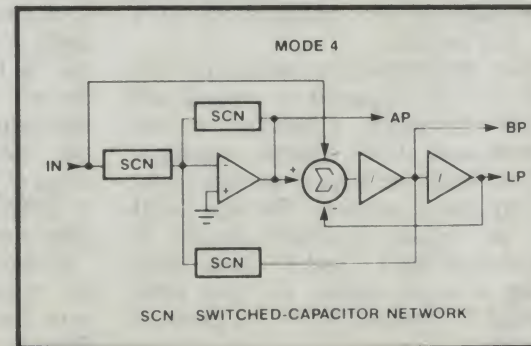 MODE 4
SCN
AP
BP
IN
SCN
- +
+ Σ -
-
∫
∫
LP
SCN
SCN SWITCHED-CAPACITOR NETWORK